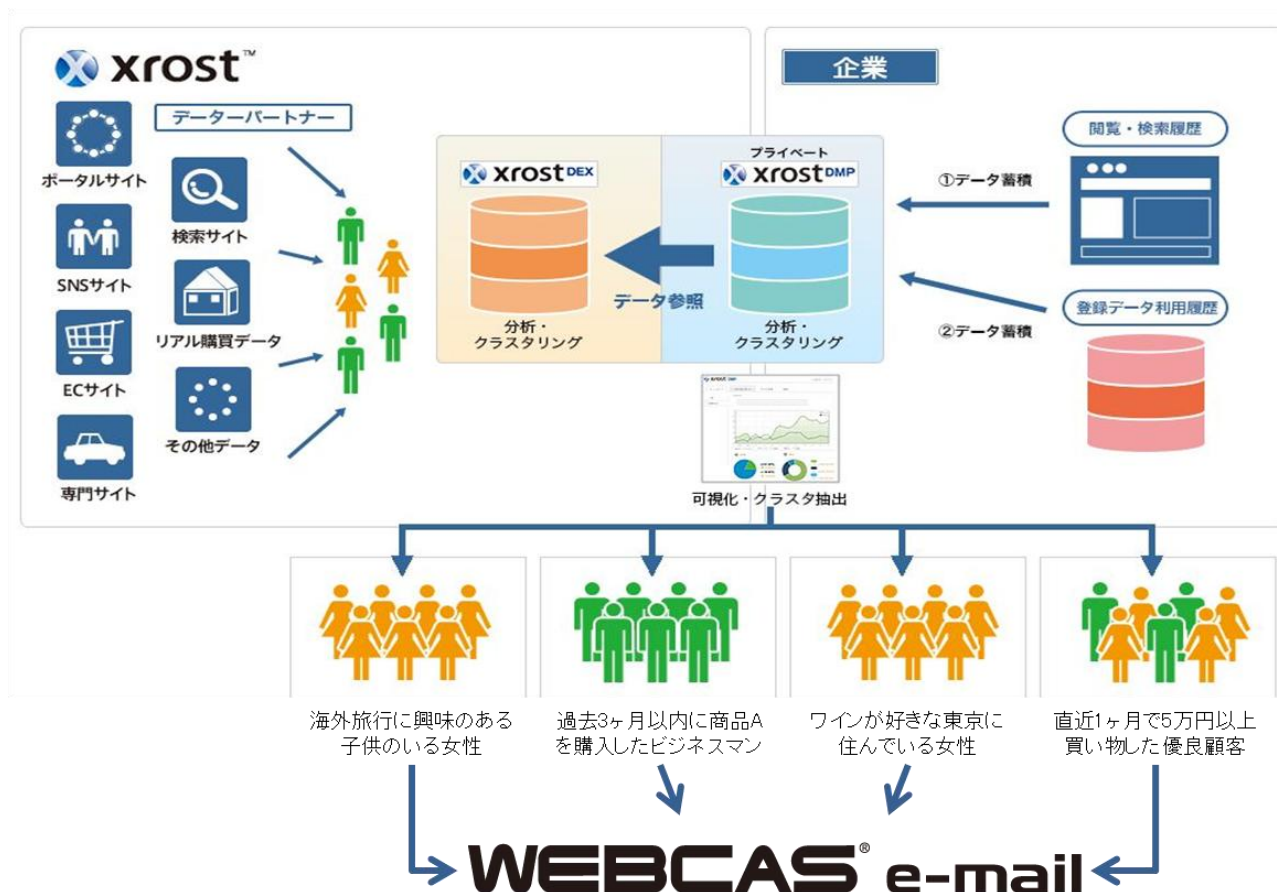 xrost™
企業
データーパートナー
ポータルサイト
検索サイト
SNSサイト
リアル購買データ
ECサイト
その他データ
専門サイト
xrost DEX
分析・
クラスタリング
データ参照
プライベート
xrost DMP
分析・
クラスタリング
①データ蓄積
②データ蓄積
閲覧・検索履歴
登録データ利用履歴
可視化・クラスタ抽出
海外旅行に興味のある
子供のいる女性
過去3ヶ月以内に商品A
を購入したビジネスマン
ワインが好きな東京に
住んでいる女性
直近1ヶ月で5万円以上
買い物した優良顧客
WEBCAS® e-mail